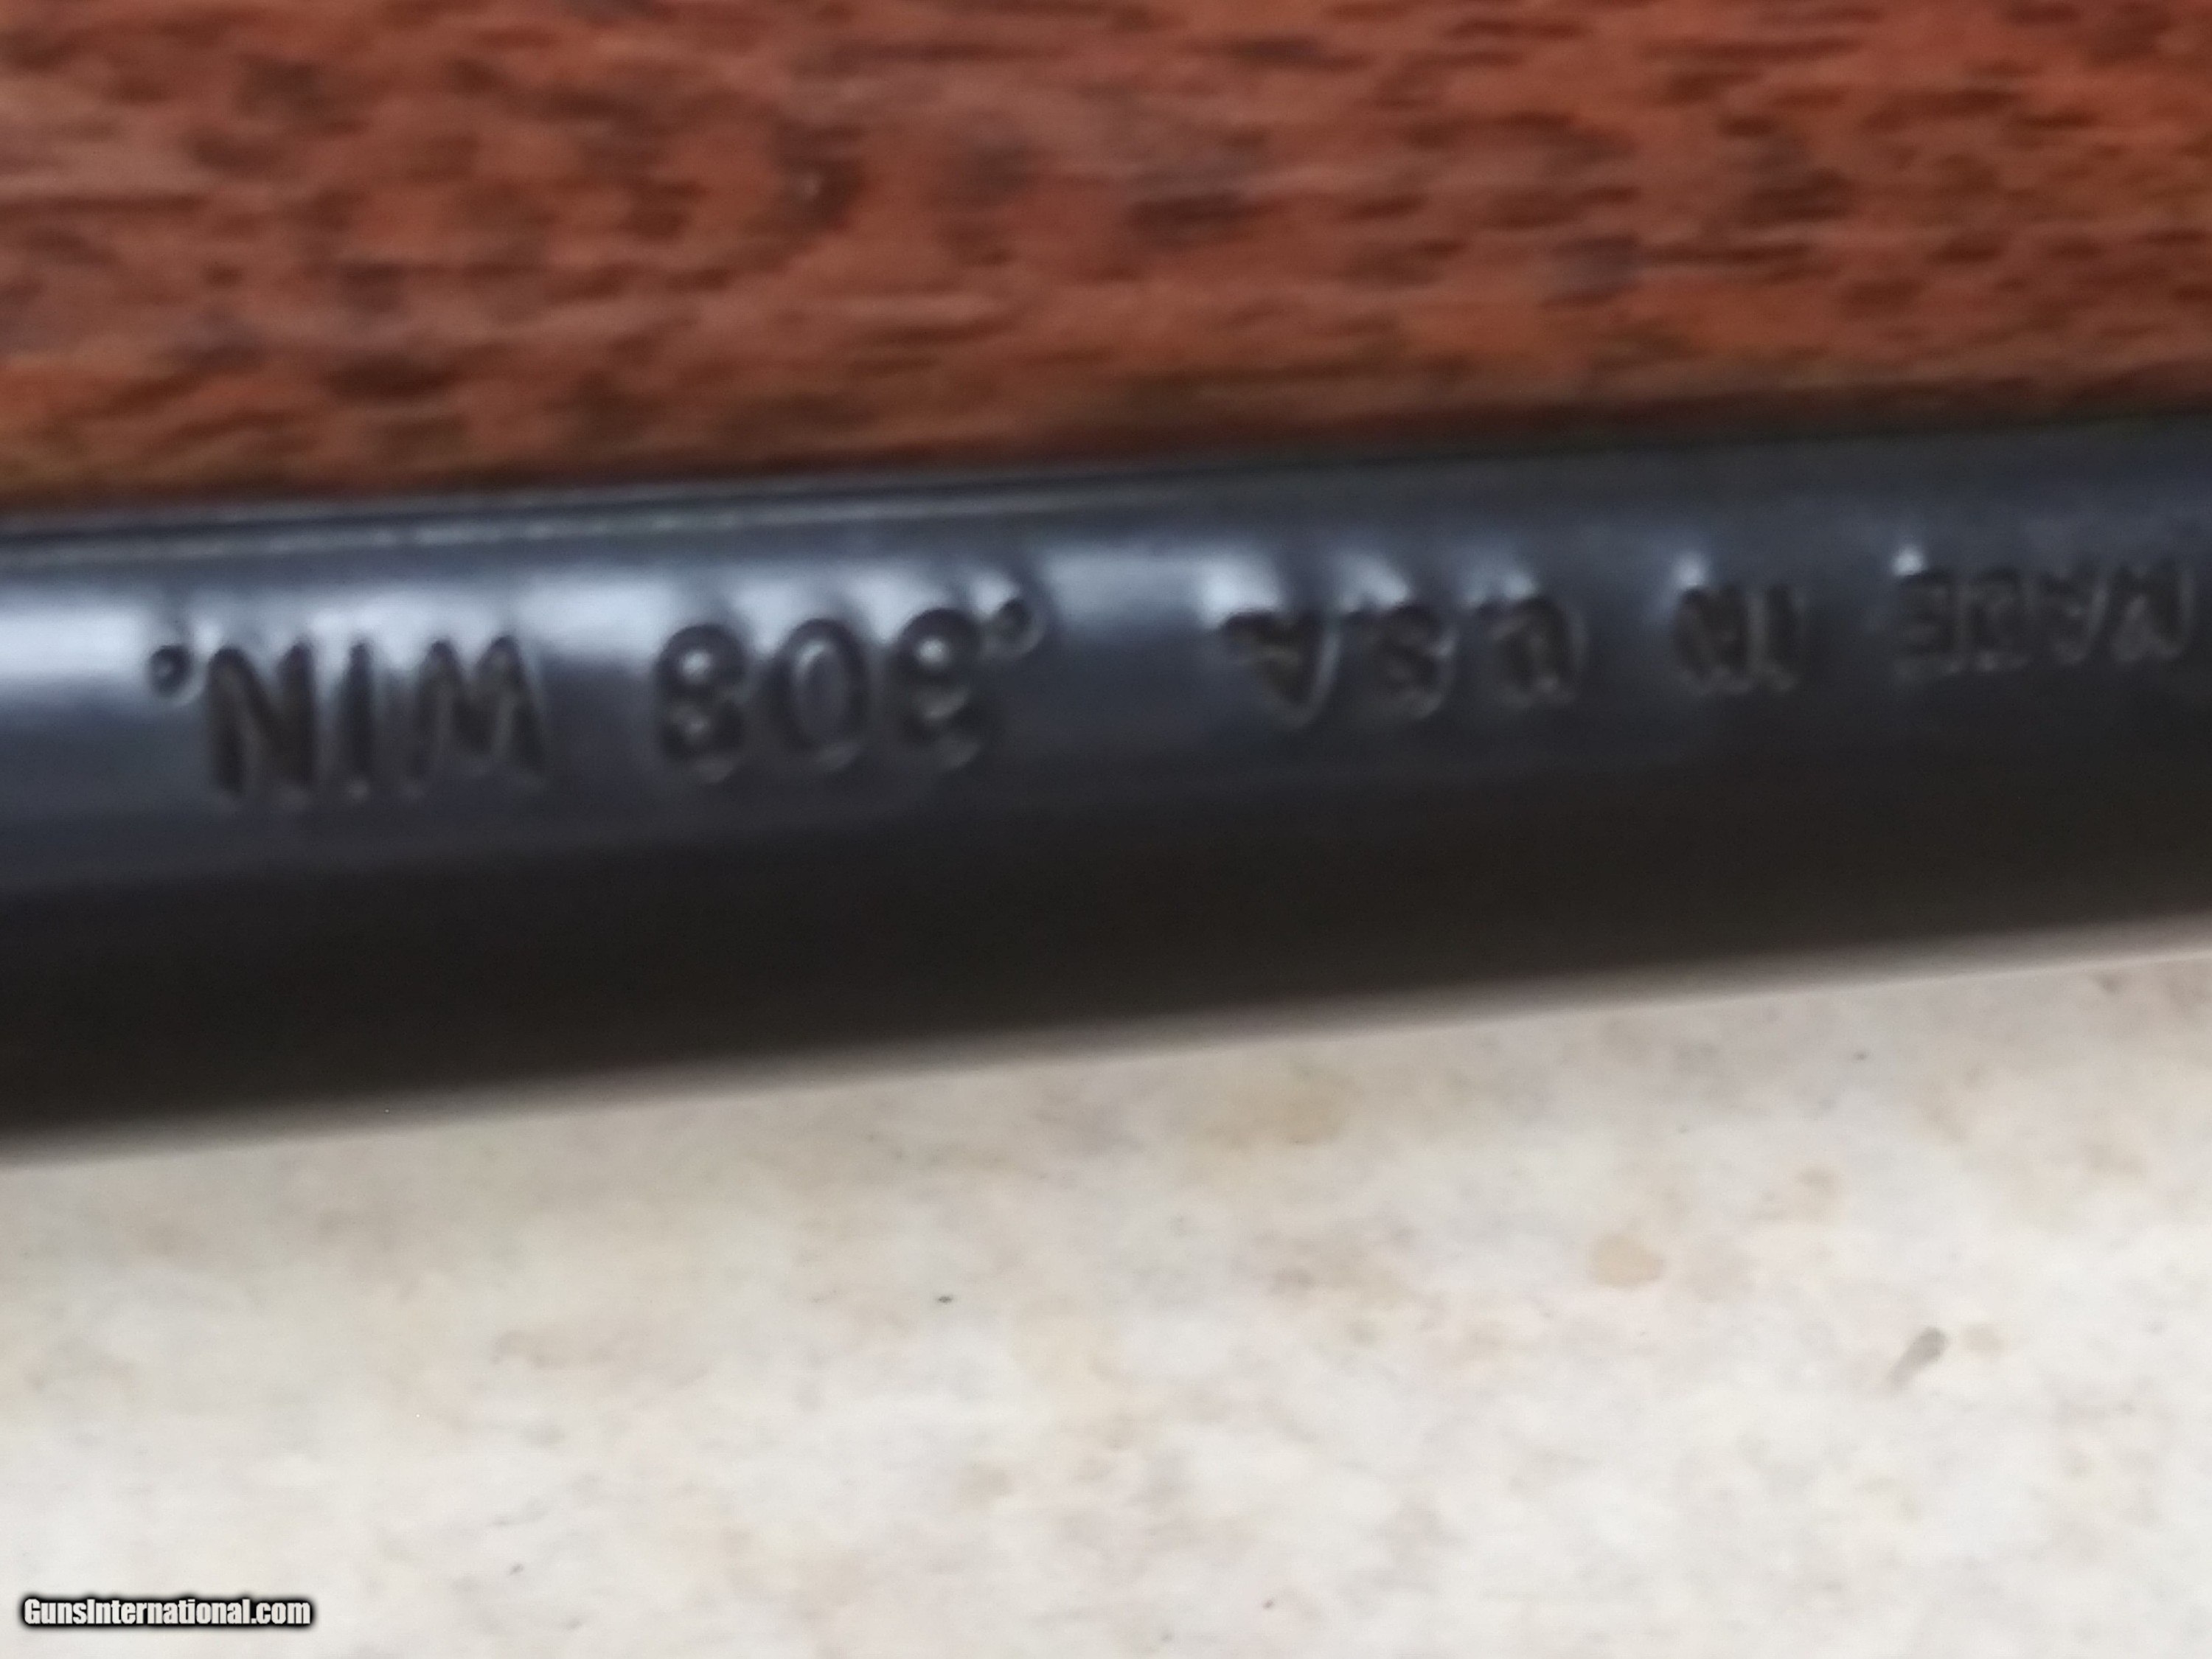 MADE IN U.S.A. .308 WIN.
GunsInternational.com